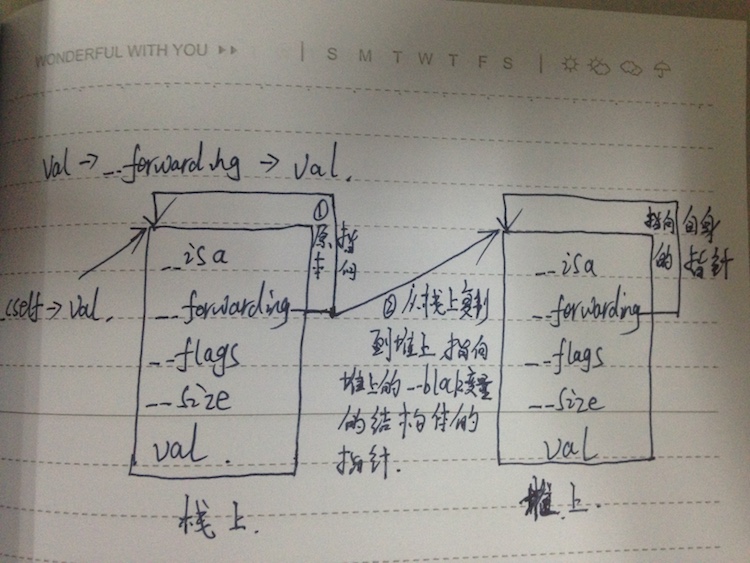 WONDERFUL WITH YOU
S M T W T F S
val -> __forwarding -> val.
① 原本指向
__isa
__forwarding
__flags
__size
val.
栈上.
cself -> val.
② 从栈上复制
到堆上指向
堆上的__block变量
的结构体的
指针.
指向自身
的指针
__isa
__forwarding
__flags
__size
val
堆上.